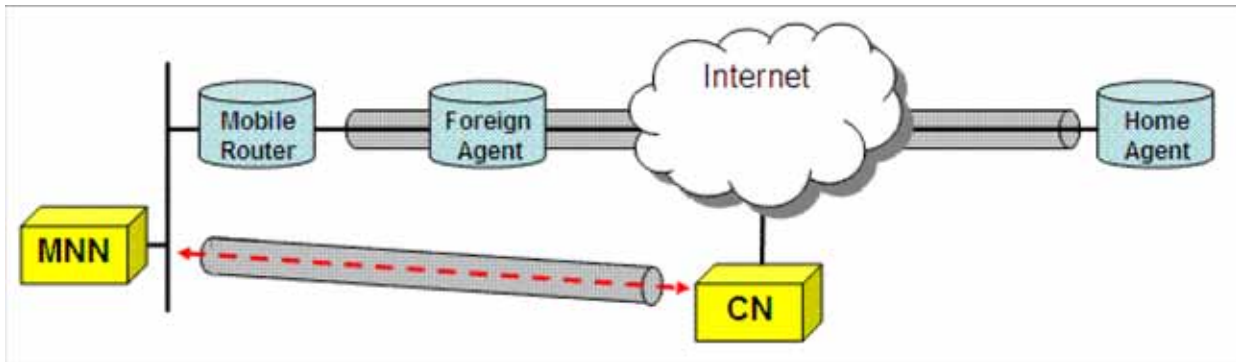 Internet
Mobile
Router
Foreign
Agent
Home
Agent
MNN
CN